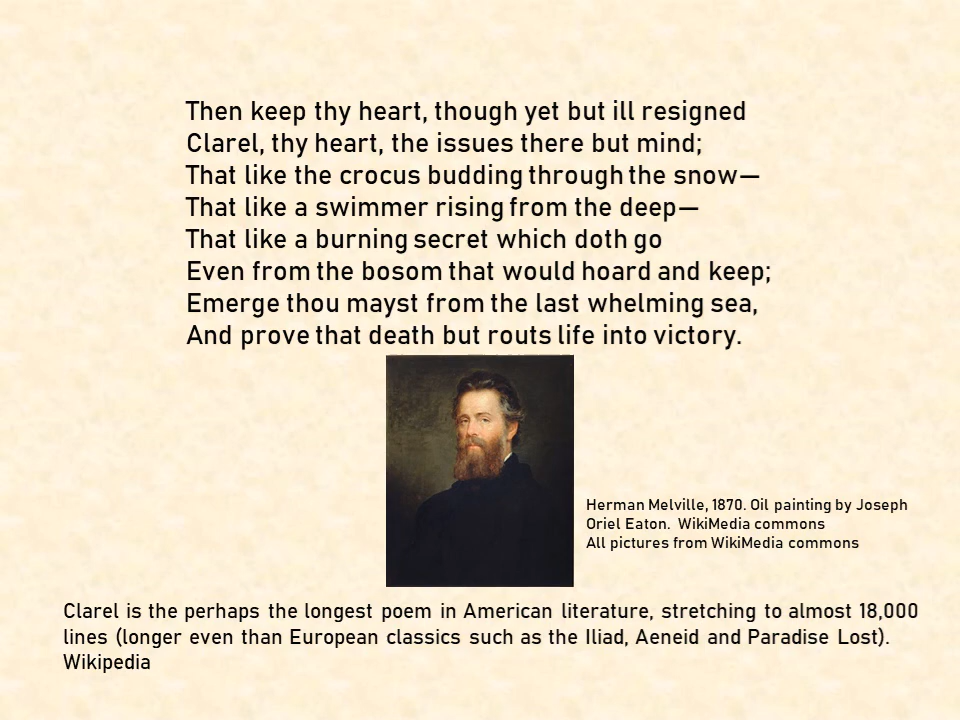 Then keep thy heart, though yet but ill resigned
Clarel, thy heart, the issues there but mind;
That like the crocus budding through the snow—
That like a swimmer rising from the deep—
That like a burning secret which doth go
Even from the bosom that would hoard and keep;
Emerge thou mayst from the last whelming sea,
And prove that death but routs life into victory.
Herman Melville, 1870. Oil painting by Joseph
Oriel Eaton. WikiMedia commons
All pictures from WikiMedia commons
Clarel is the perhaps the longest poem in American literature, stretching to almost 18,000
lines (longer even than European classics such as the Iliad, Aeneid and Paradise Lost).
Wikipedia